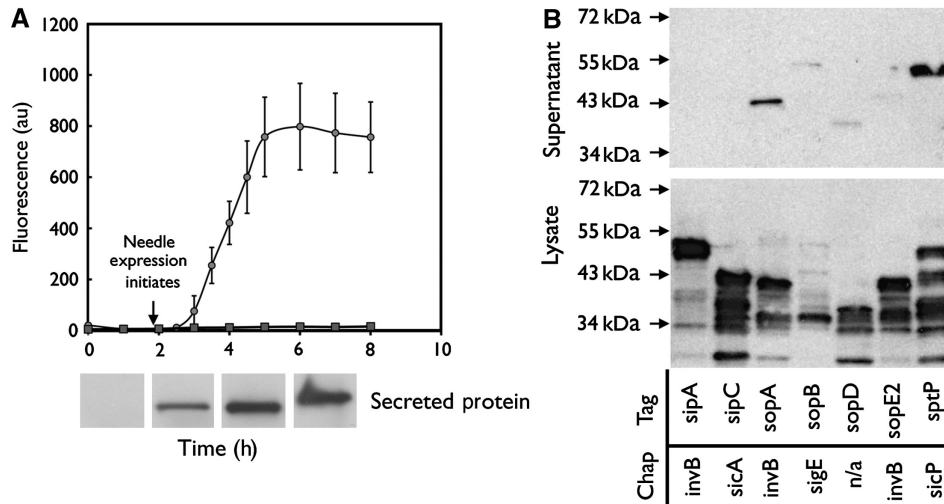 A
1200
1000
800
600
400
200
0
Fluorescence (au)
Needle
expression
initiates
0 2 4 6 8 10
Secreted protein
Time (h)
B
Supernatant
72 kDa
55 kDa
43 kDa
34 kDa
Lysate
72 kDa
55 kDa
43 kDa
34 kDa
Tag sipA sipC sopA sopB sopD sopE2 sptP
Chap invB sicA invB sigE n/a invB sicP